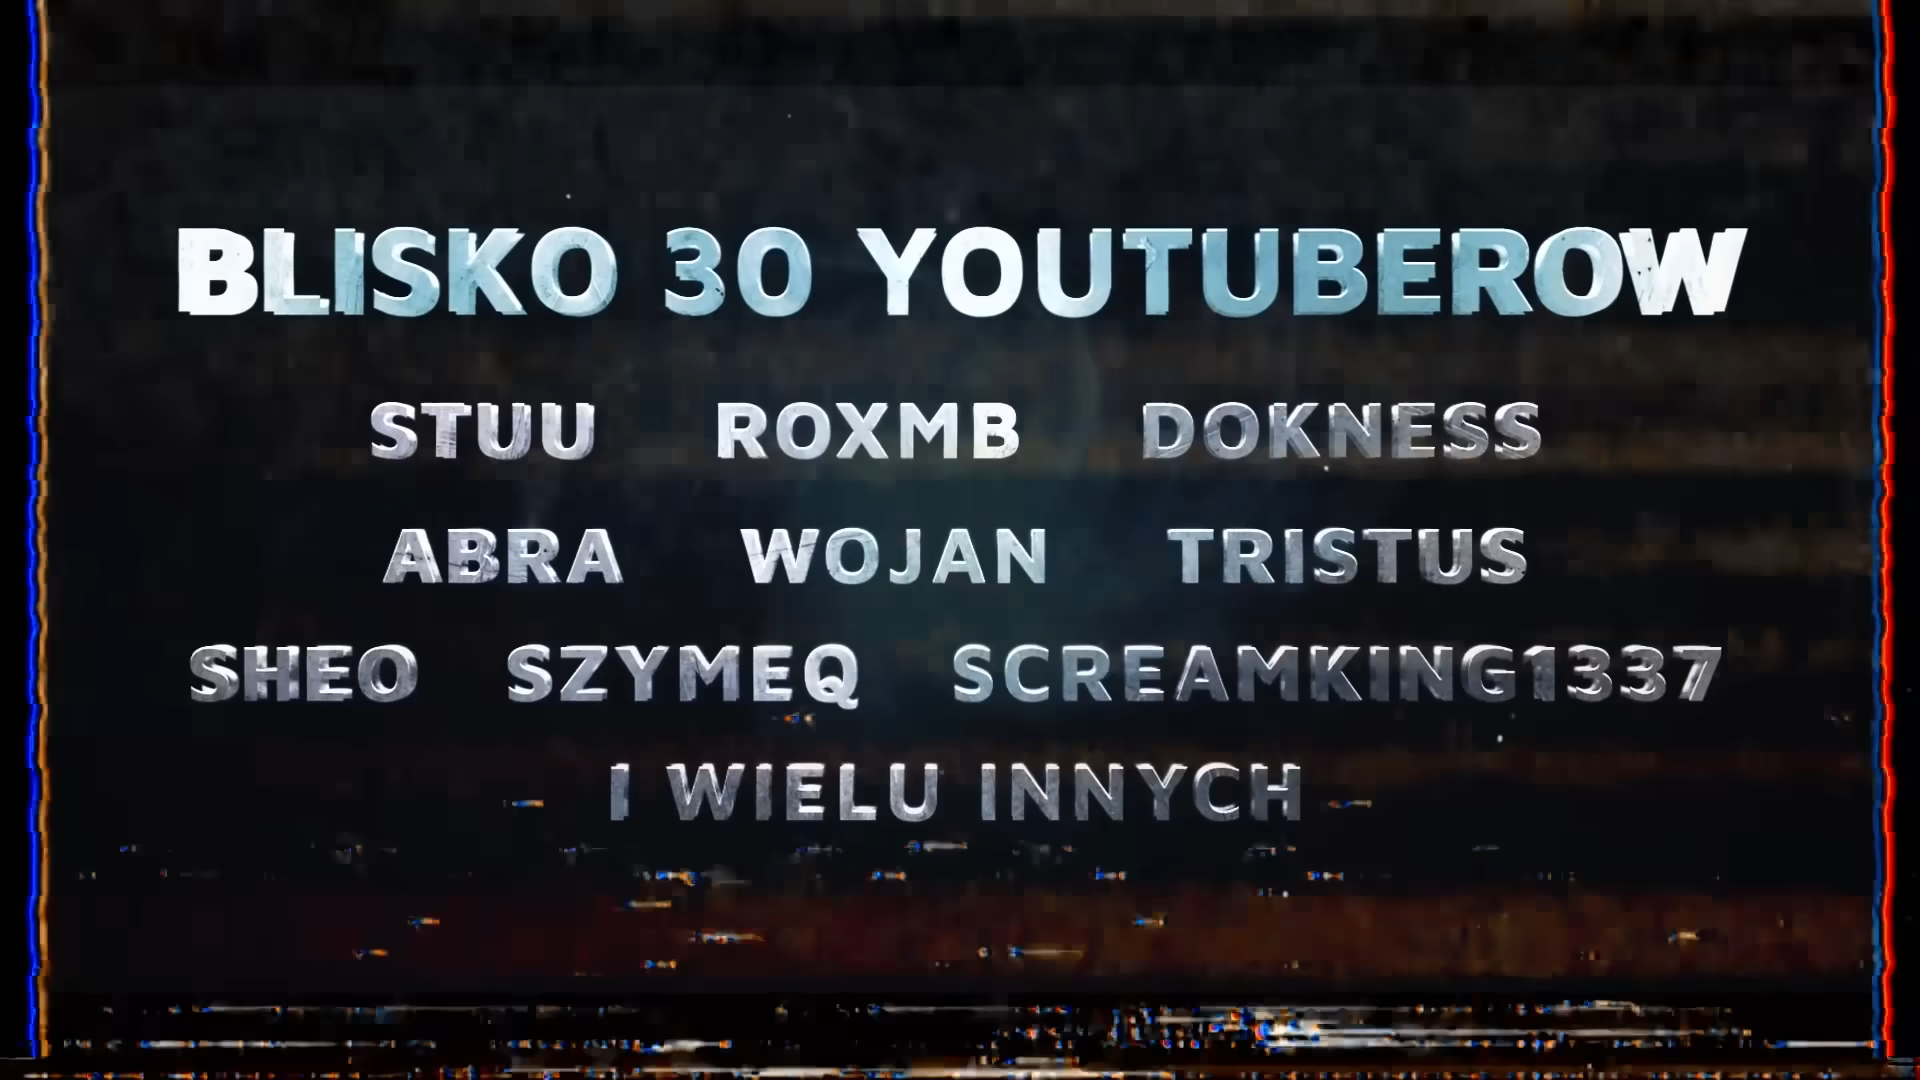 BLISKO 30 YOUTUBEROW
STUU ROXMB DOKNESS
ABRA WOJAN TRISTUS
SHEO SZYMEQ SCREAMKING1337
I WIELU INNYCH